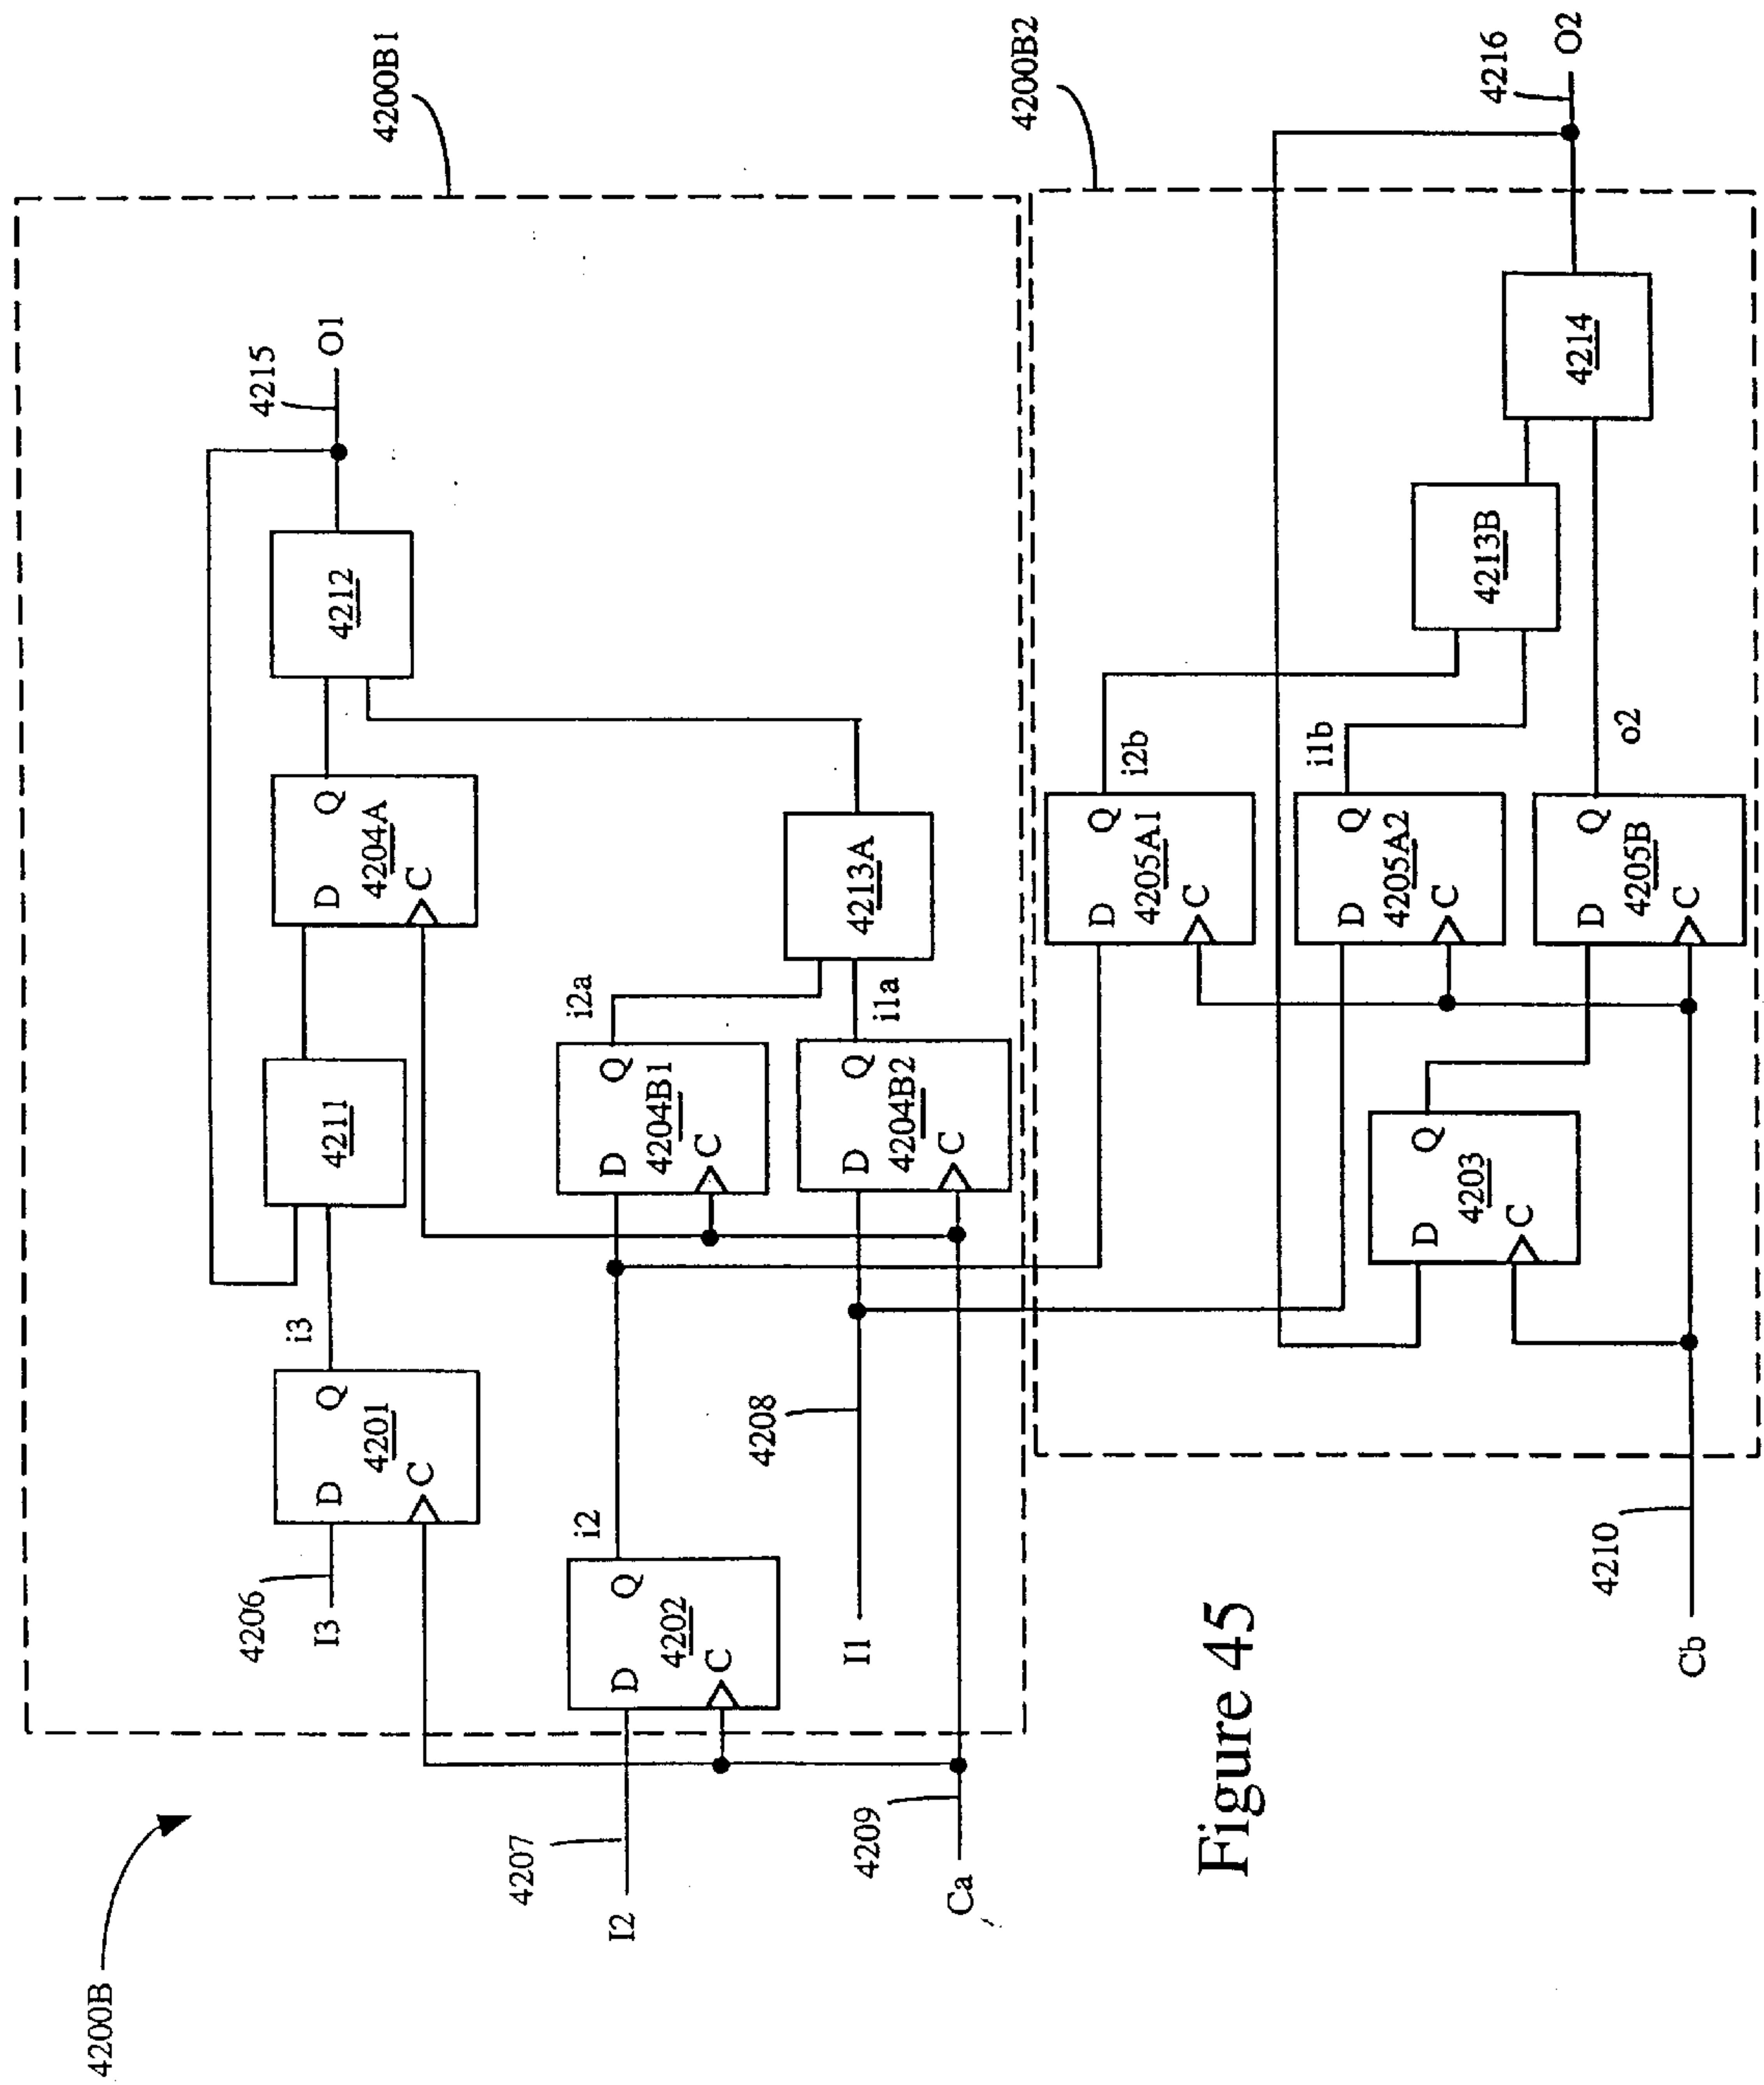 4200B
4200B1
4215
O1
4212
Q
4204A
D
C
4211
i3
Q
4201
D
C
4206
I3
4213A
i2a
i1a
Q
4204B1
D
C
Q
4204B2
D
C
i2
Q
4202
D
C
4208
I1
4207
I2
4209
Ca
4200B2
4216
O2
4214
4213B
i2b
i1b
o2
Q
4205A1
D
C
Q
4205A2
D
C
Q
4205B
D
C
Q
4203
D
C
4210
Cb
Figure 45